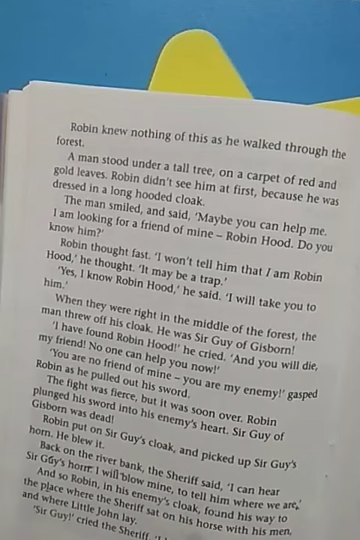 Robin knew nothing of this as he walked through the
forest.
A man stood under a tall tree, on a carpet of red and
gold leaves. Robin didn't see him at first, because he was
dressed in a long hooded cloak.
The man smiled, and said, 'Maybe you can help me.
I am looking for a friend of mine – Robin Hood. Do you
know him?'
Robin thought fast. 'I won't tell him that I am Robin
Hood,' he thought. 'It may be a trap.'
'Yes, I know Robin Hood,' he said. 'I will take you to
him.'
When they were right in the middle of the forest, the
man threw off his cloak. He was Sir Guy of Gisborn!
'I have found Robin Hood!' he cried. 'And you will die,
my friend! No one can help you now!'
'You are no friend of mine – you are my enemy!' gasped
Robin as he pulled out his sword.
The fight was fierce, but it was soon over. Robin
plunged his sword into his enemy's heart. Sir Guy of
Gisborn was dead!
Robin put on Sir Guy's cloak, and picked up Sir Guy's
horn. He blew it.
Back on the river bank, the Sheriff said, 'I can hear
Sir Guy's horn. I will blow mine, to tell him where we are.'
And so Robin, in his enemy's cloak, found his way to
the place where the Sheriff sat on his horse with his men,
and where Little John lay.
'Sir Guy!' cried the Sheriff.